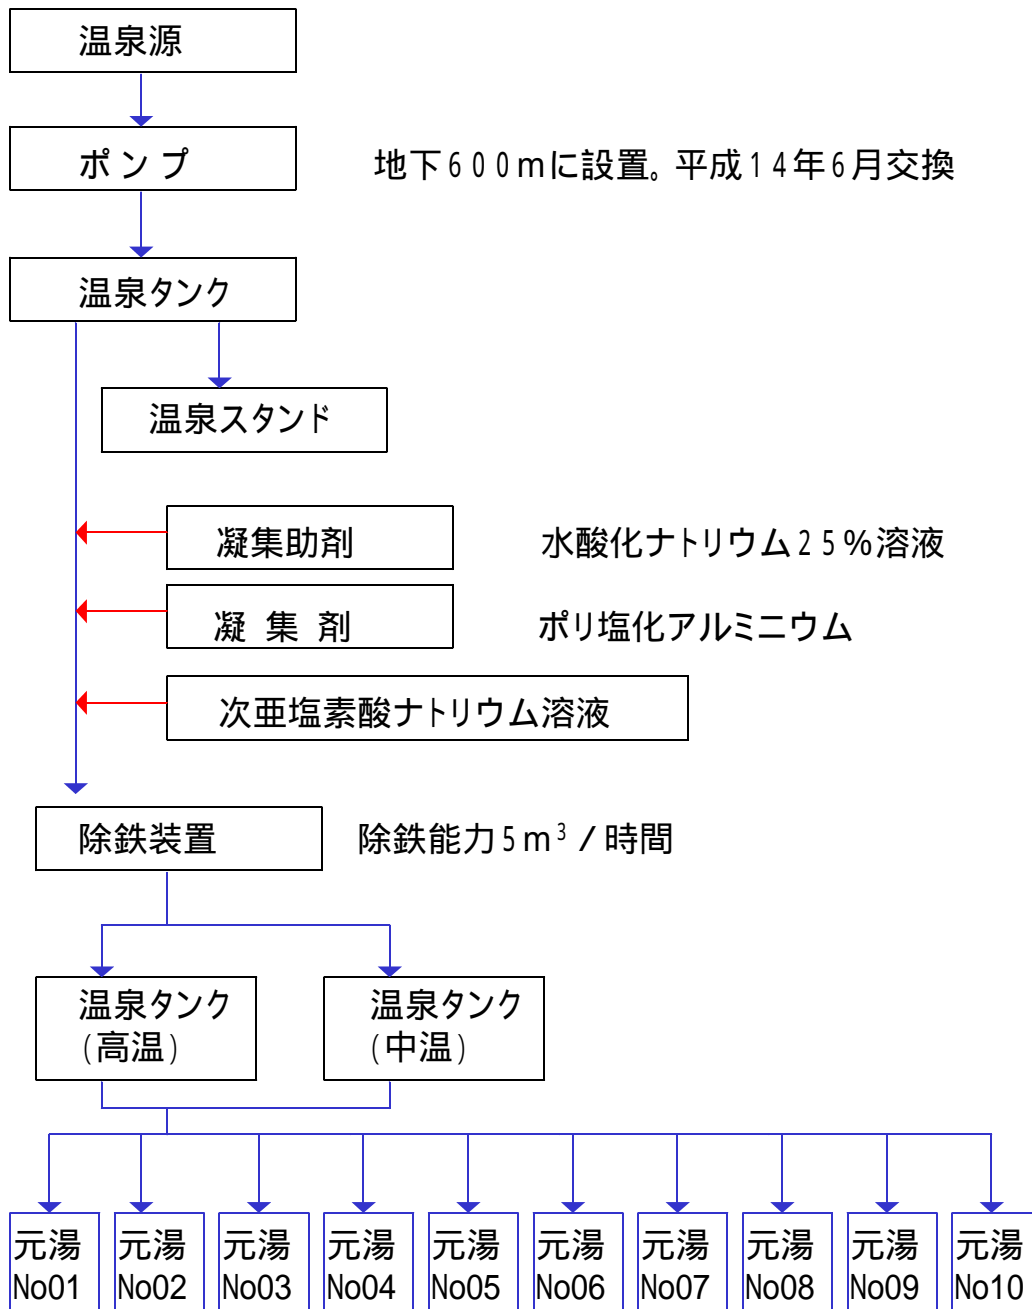 温泉源
ポンプ
地下600mに設置。平成14年6月交換
温泉タンク
温泉スタンド
凝集助剤
水酸化ナトリウム25%溶液
凝集剤
ポリ塩化アルミニウム
次亜塩素酸ナトリウム溶液
除鉄装置
除鉄能力5m³/時間
温泉タンク
(高温)
温泉タンク
(中温)
元湯
No01
元湯
No02
元湯
No03
元湯
No04
元湯
No05
元湯
No06
元湯
No07
元湯
No08
元湯
No09
元湯
No10